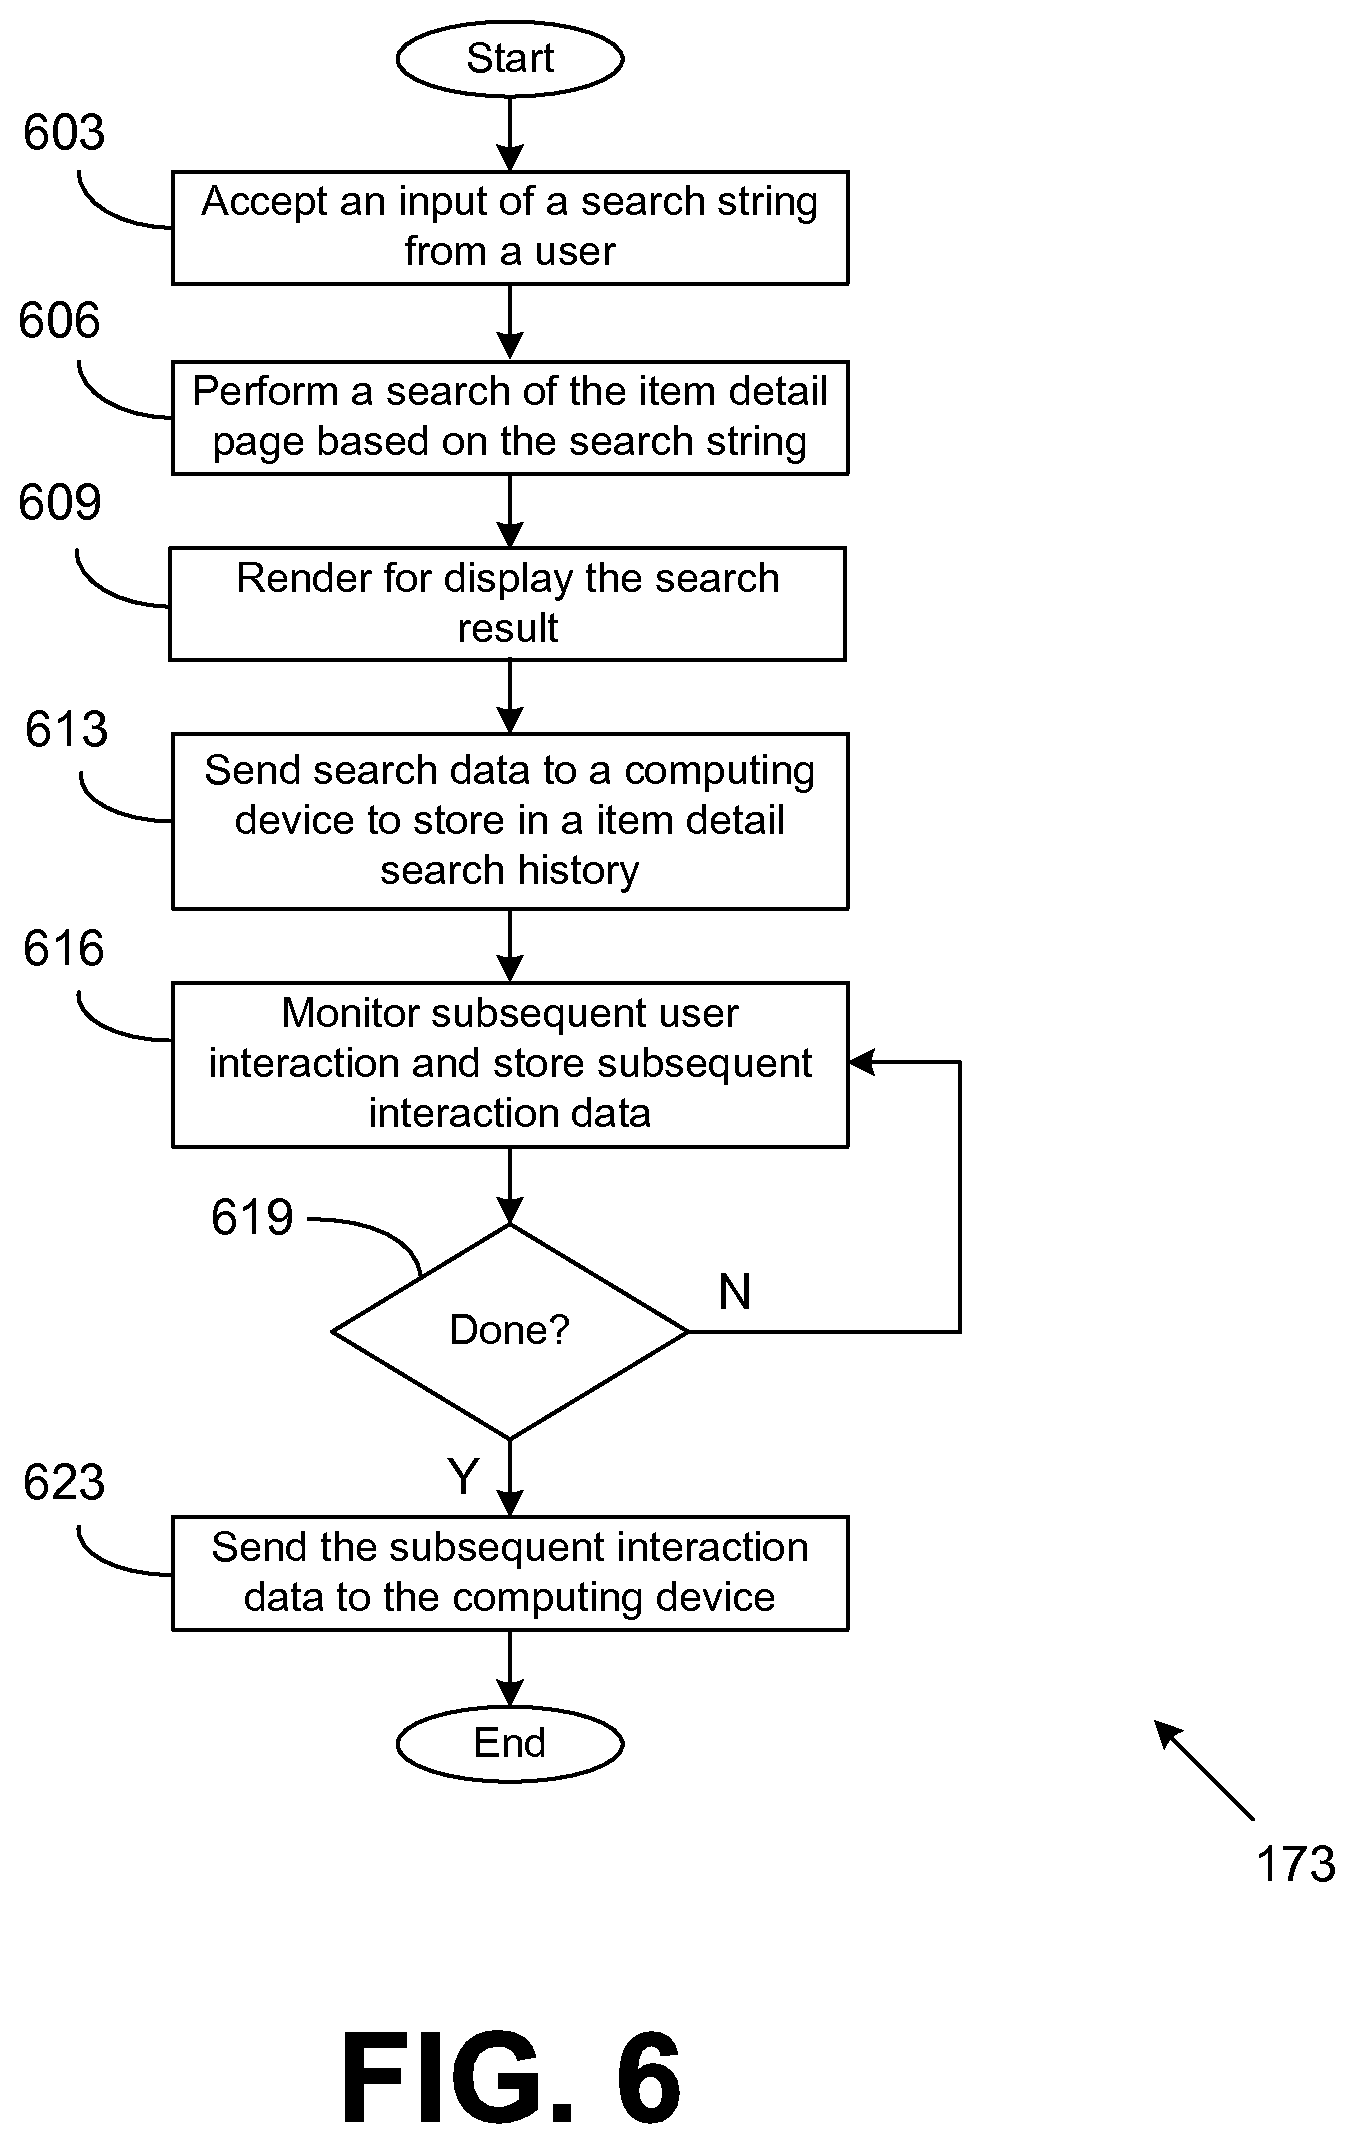 Start
603
Accept an input of a search string
from a user
606
Perform a search of the item detail
page based on the search string
609
Render for display the search
result
613
Send search data to a computing
device to store in a item detail
search history
616
Monitor subsequent user
interaction and store subsequent
interaction data
619
Done?
N
Y
623
Send the subsequent interaction
data to the computing device
End
173
FIG. 6